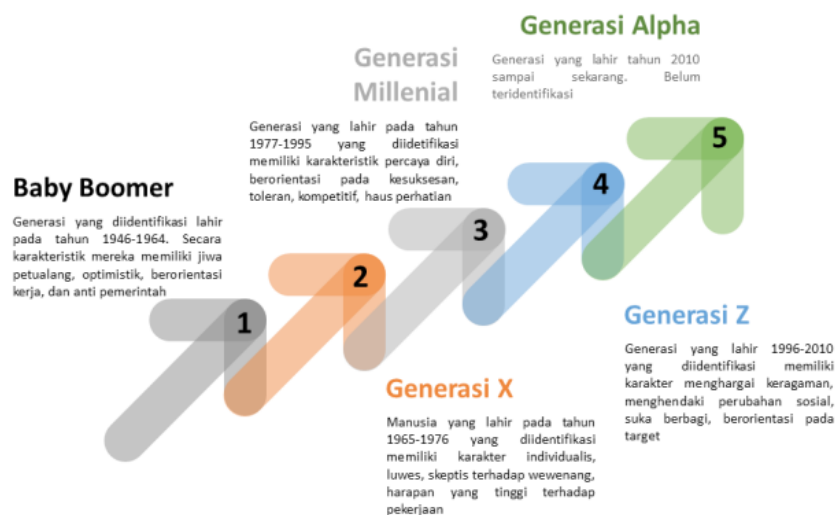 Baby Boomer
Generasi yang diidentifikasi lahir
pada tahun 1946-1964. Secara
karakteristik mereka memiliki jiwa
petualang, optimistik, berorientasi
kerja, dan anti pemerintah
1
2
Generasi X
Manusia yang lahir pada tahun
1965-1976 yang diidentifikasi
memiliki karakter individualis,
luwes, skeptis terhadap wewenang,
harapan yang tinggi terhadap
pekerjaan
Generasi
Millenial
Generasi yang lahir pada tahun
1977-1995 yang diidetifikasi
memiliki karakteristik percaya diri,
berorientasi pada kesuksesan,
toleran, kompetitif, haus perhatian
3
4
Generasi Z
Generasi yang lahir 1996-2010
yang diidentifikasi memiliki
karakter menghargai keragaman,
menghendaki perubahan sosial,
suka berbagi, berorientasi pada
target
Generasi Alpha
Generasi yang lahir tahun 2010
sampai sekarang. Belum
teridentifikasi
5